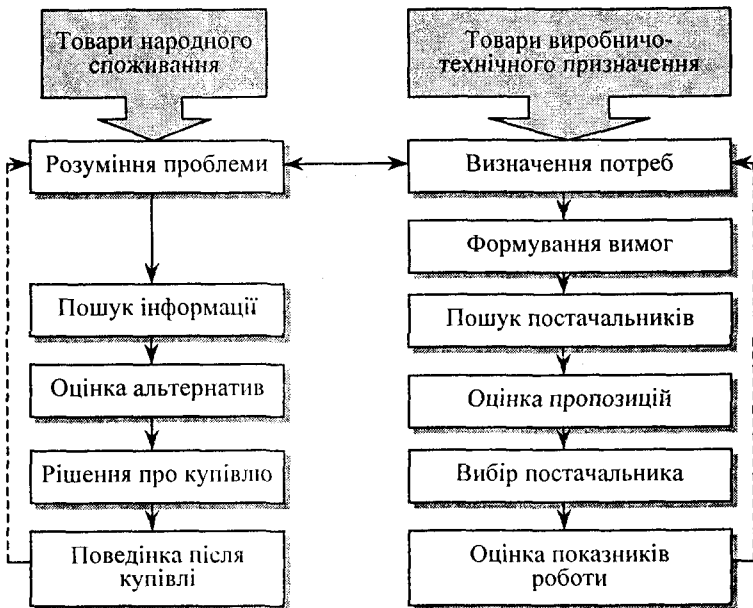 Товари народного
споживання
Розуміння проблеми
Пошук інформації
Оцінка альтернатив
Рішення про купівлю
Поведінка після
купівлі
Товари виробничо-
технічного призначення
Визначення потреб
Формування вимог
Пошук постачальників
Оцінка пропозицій
Вибір постачальника
Оцінка показників
роботи